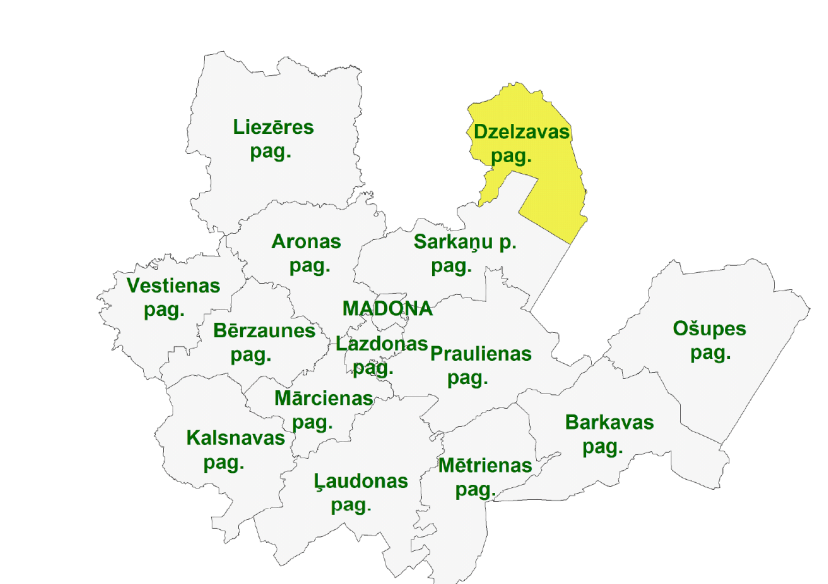 Liezēres
pag.
Dzelzavas
pag.
Aronas
pag.
Sarkaņu p.
pag.
Vestienas
pag.
MADONA
Bērzaunes
pag.
Lazdonas
pag.
Praulienas
pag.
Ošupes
pag.
Mārcienas
pag.
Kalsnavas
pag.
Barkavas
pag.
Ļaudonas
pag.
Mētrienas
pag.